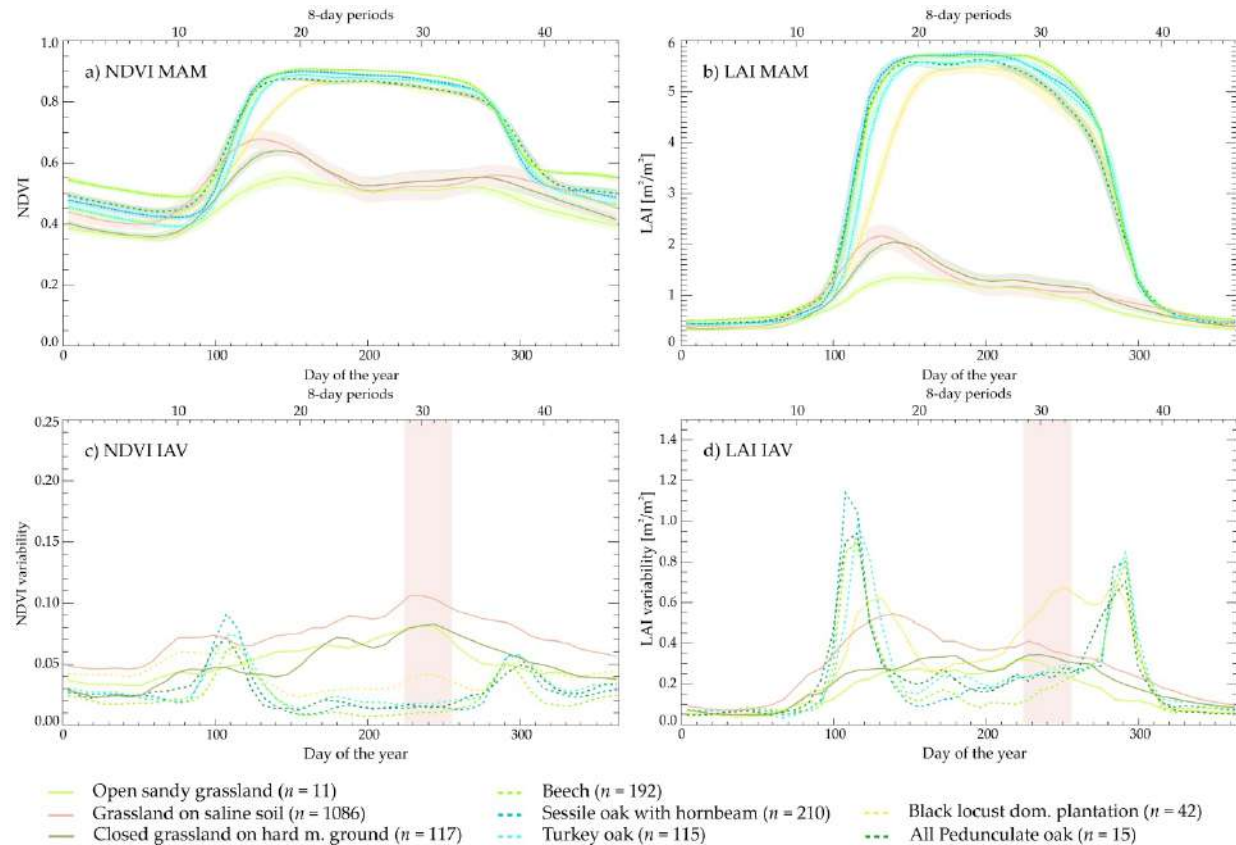 8-day periods
8-day periods
10 20 30 40
10 20 30 40
a) NDVI MAM
b) LAI MAM
1.0
0.8
0.6
0.4
0.2
0.0
NDVI
6
5
4
3
2
1
0
LAI [m²/m²]
0 100 200 300
0 100 200 300
Day of the year
Day of the year
8-day periods
8-day periods
10 20 30 40
10 20 30 40
c) NDVI IAV
d) LAI IAV
0.25
0.20
0.15
0.10
0.05
0.00
NDVI variability
1.4
1.2
1.0
0.8
0.6
0.4
0.2
0.0
LAI variability [m²/m²]
0 100 200 300
0 100 200 300
Day of the year
Day of the year
Open sandy grassland (n = 11)
Grassland on saline soil (n = 1086)
Closed grassland on hard m. ground (n = 117)
Beech (n = 192)
Sessile oak with hornbeam (n = 210)
Turkey oak (n = 115)
Black locust dom. plantation (n = 42)
All Pedunculate oak (n = 15)